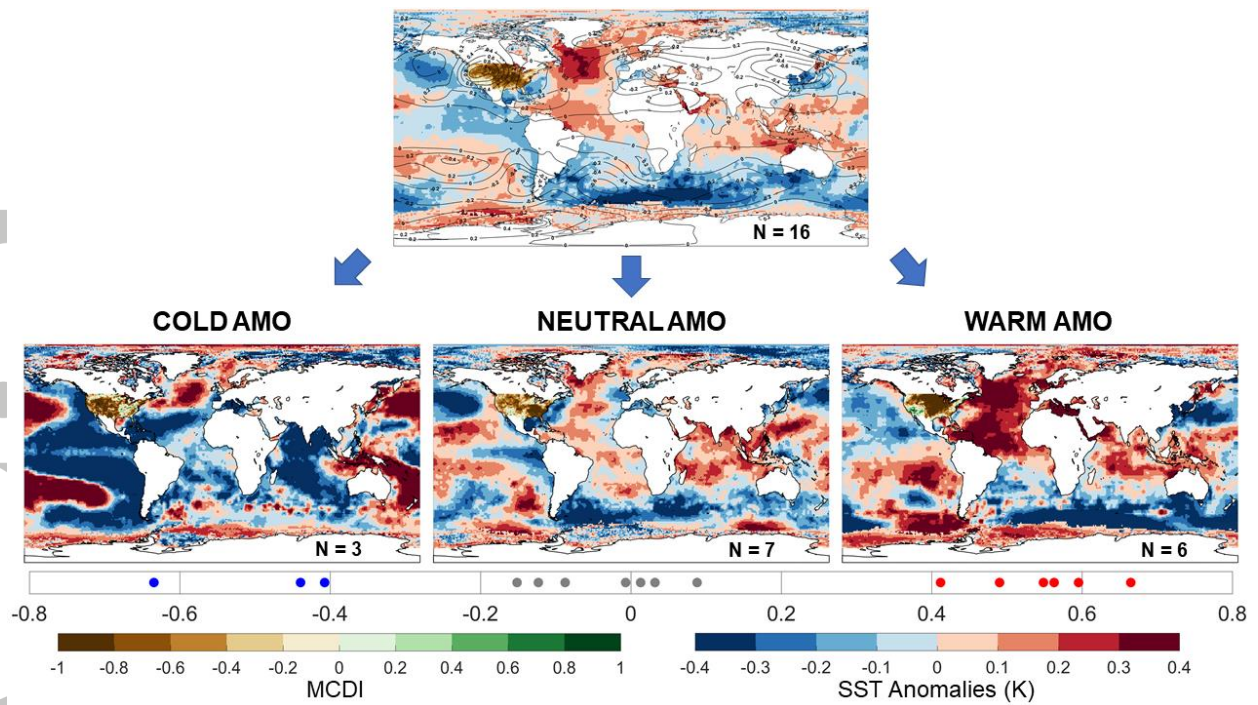 N = 16
COLD AMO
NEUTRAL AMO
WARM AMO
N = 3
N = 7
N = 6
-0.8 -0.6 -0.4 -0.2 0 0.2 0.4 0.6 0.8
-1 -0.8 -0.6 -0.4 -0.2 0 0.2 0.4 0.6 0.8 1
MCDI
-0.4 -0.3 -0.2 -0.1 0 0.1 0.2 0.3 0.4
SST Anomalies (K)